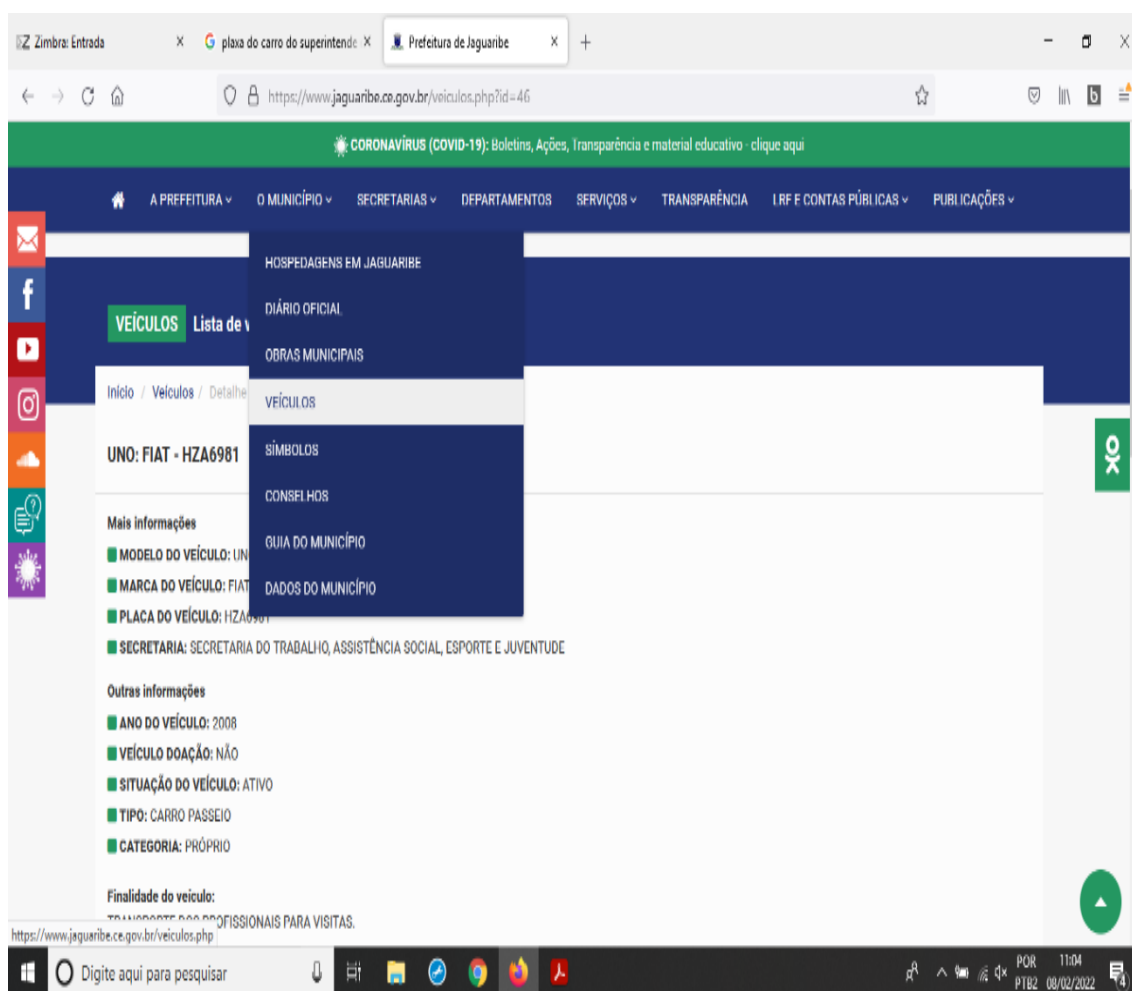 Zimbra: Entrada
plaxa do carro do superintende
Prefeitura de Jaguaribe
https://www.jaguaribe.ce.gov.br/veiculos.php?id=46
CORONAVÍRUS (COVID-19): Boletins, Ações, Transparência e material educativo - clique aqui
A PREFEITURA O MUNICÍPIO SECRETARIAS DEPARTAMENTOS SERVIÇOS TRANSPARÊNCIA LRF E CONTAS PÚBLICAS PUBLICAÇÕES
HOSPEDAGENS EM JAGUARIBE
DIÁRIO OFICIAL
OBRAS MUNICIPAIS
VEÍCULOS
SÍMBOLOS
CONSELHOS
GUIA DO MUNICÍPIO
DADOS DO MUNICÍPIO
VEÍCULOS Lista de v
Início / Veículos / Detalhe
UNO: FIAT - HZA6981
Mais informações
MODELO DO VEÍCULO: UN
MARCA DO VEÍCULO: FIAT
PLACA DO VEÍCULO: HZA6981
SECRETARIA: SECRETARIA DO TRABALHO, ASSISTÊNCIA SOCIAL, ESPORTE E JUVENTUDE
Outras informações
ANO DO VEÍCULO: 2008
VEÍCULO DOAÇÃO: NÃO
SITUAÇÃO DO VEÍCULO: ATIVO
TIPO: CARRO PASSEIO
CATEGORIA: PRÓPRIO
Finalidade do veículo:
TRANSPORTE DOS PROFISSIONAIS PARA VISITAS.
https://www.jaguaribe.ce.gov.br/veiculos.php
Digite aqui para pesquisar
POR 11:04
PTB2 08/02/2022
4